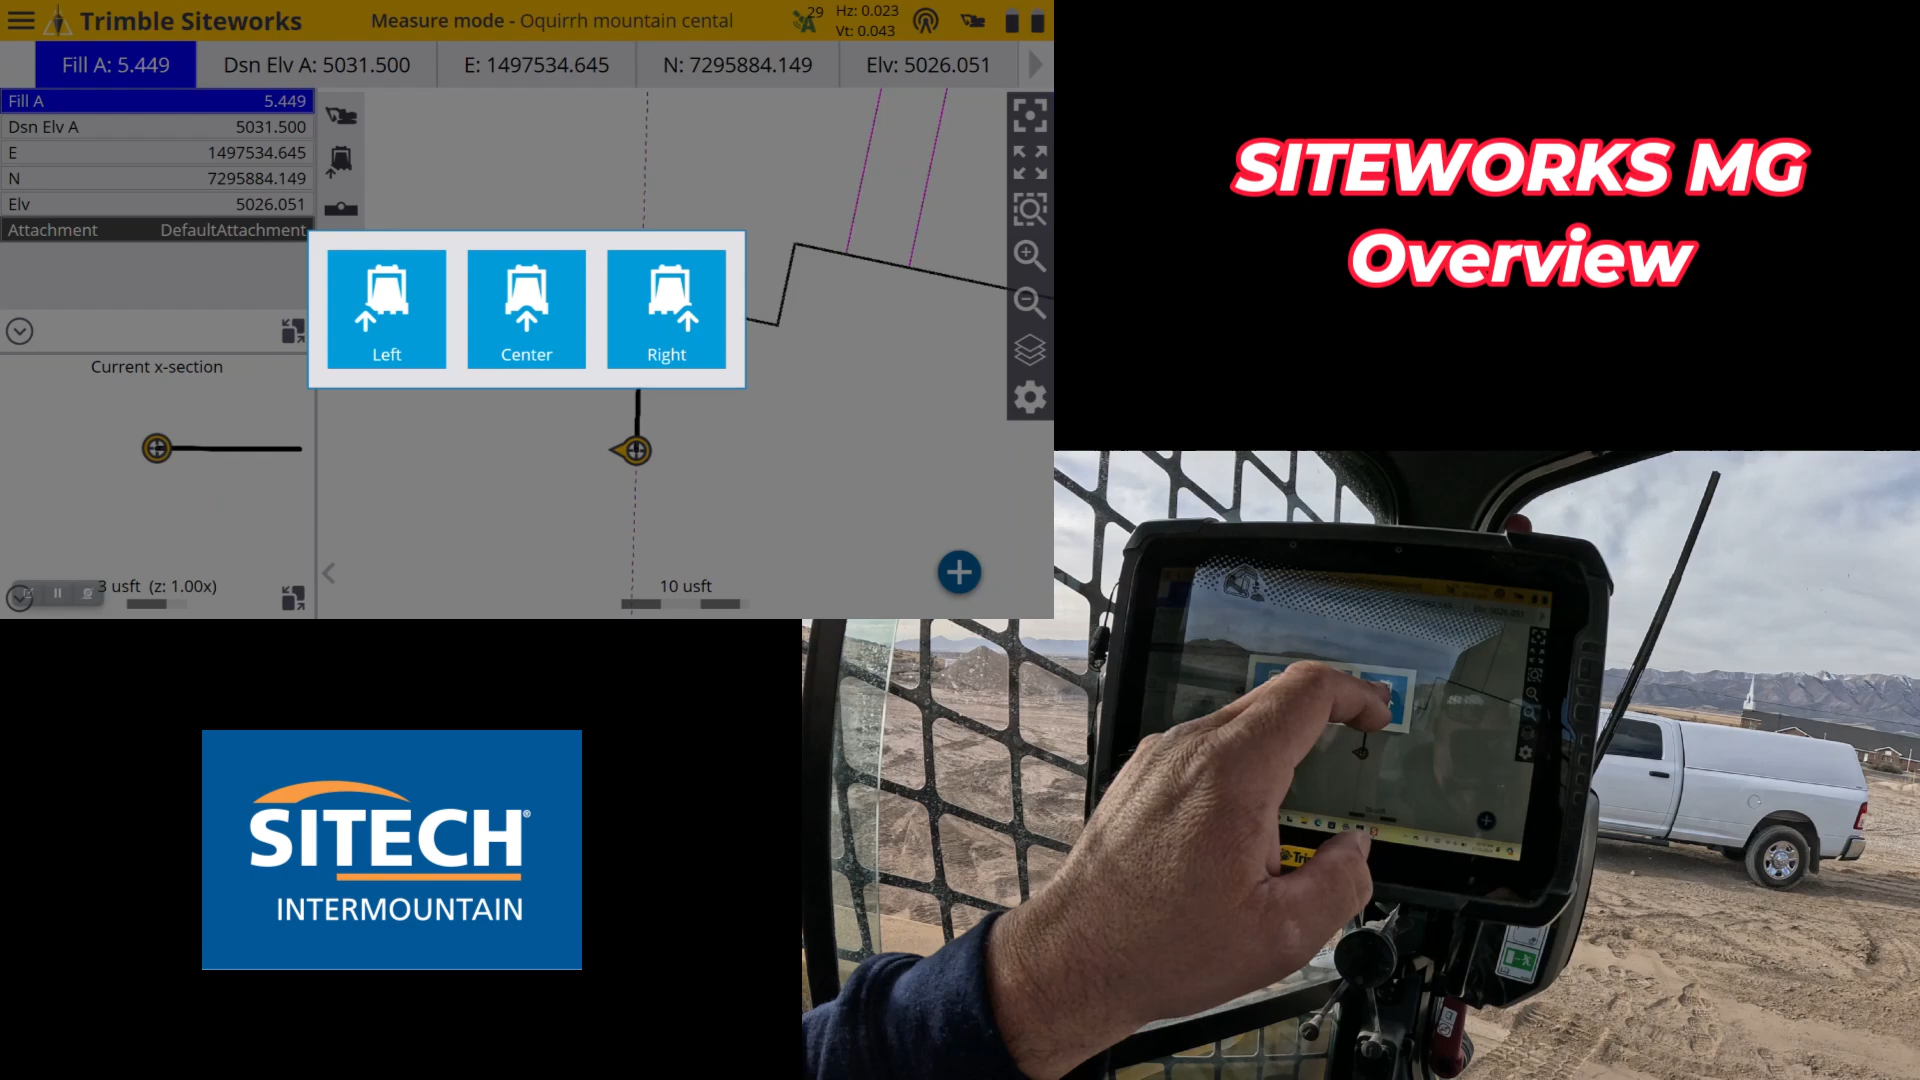 Trimble Siteworks
Measure mode - Oquirrh mountain cental
29
Hz: 0.023
Vt: 0.043
Fill A: 5.449
Dsn Elv A: 5031.500
E: 1497534.645
N: 7295884.149
Elv: 5026.051
Fill A 5.449
Dsn Elv A 5031.500
E 1497534.645
N 7295884.149
Elv 5026.051
Attachment DefaultAttachment
Left
Center
Right
Current x-section
3 usft (z: 1.00x)
10 usft
SITEWORKS MG
Overview
SITECH®
INTERMOUNTAIN